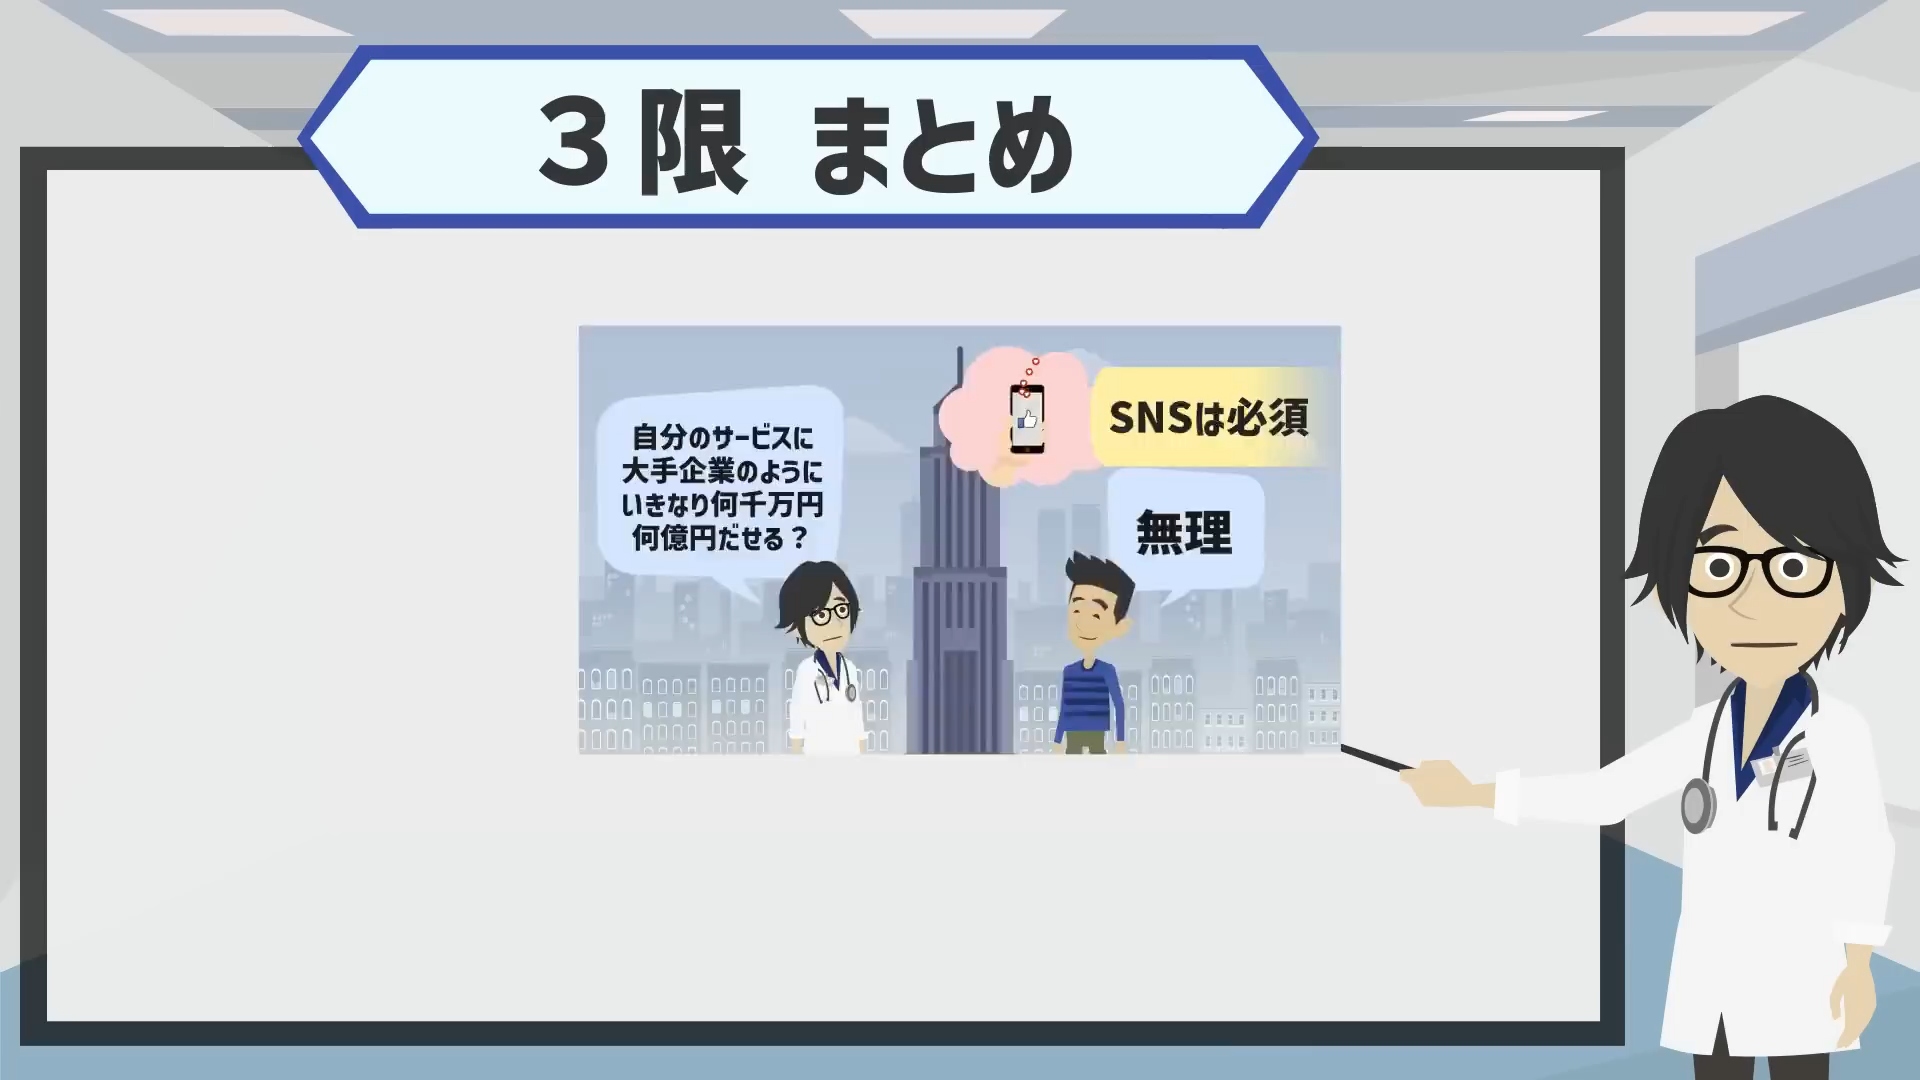 ３限 まとめ
自分のサービスに
大手企業のように
いきなり何千万円
何億円だせる？
SNSは必須
無理